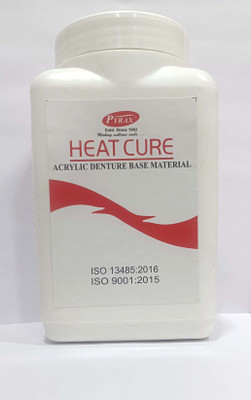 PYRAX
Estd. Since 1962
HEAT CURE
ACRYLIC DENTURE BASE MATERIAL
ISO 13485:2016
ISO 9001:2015